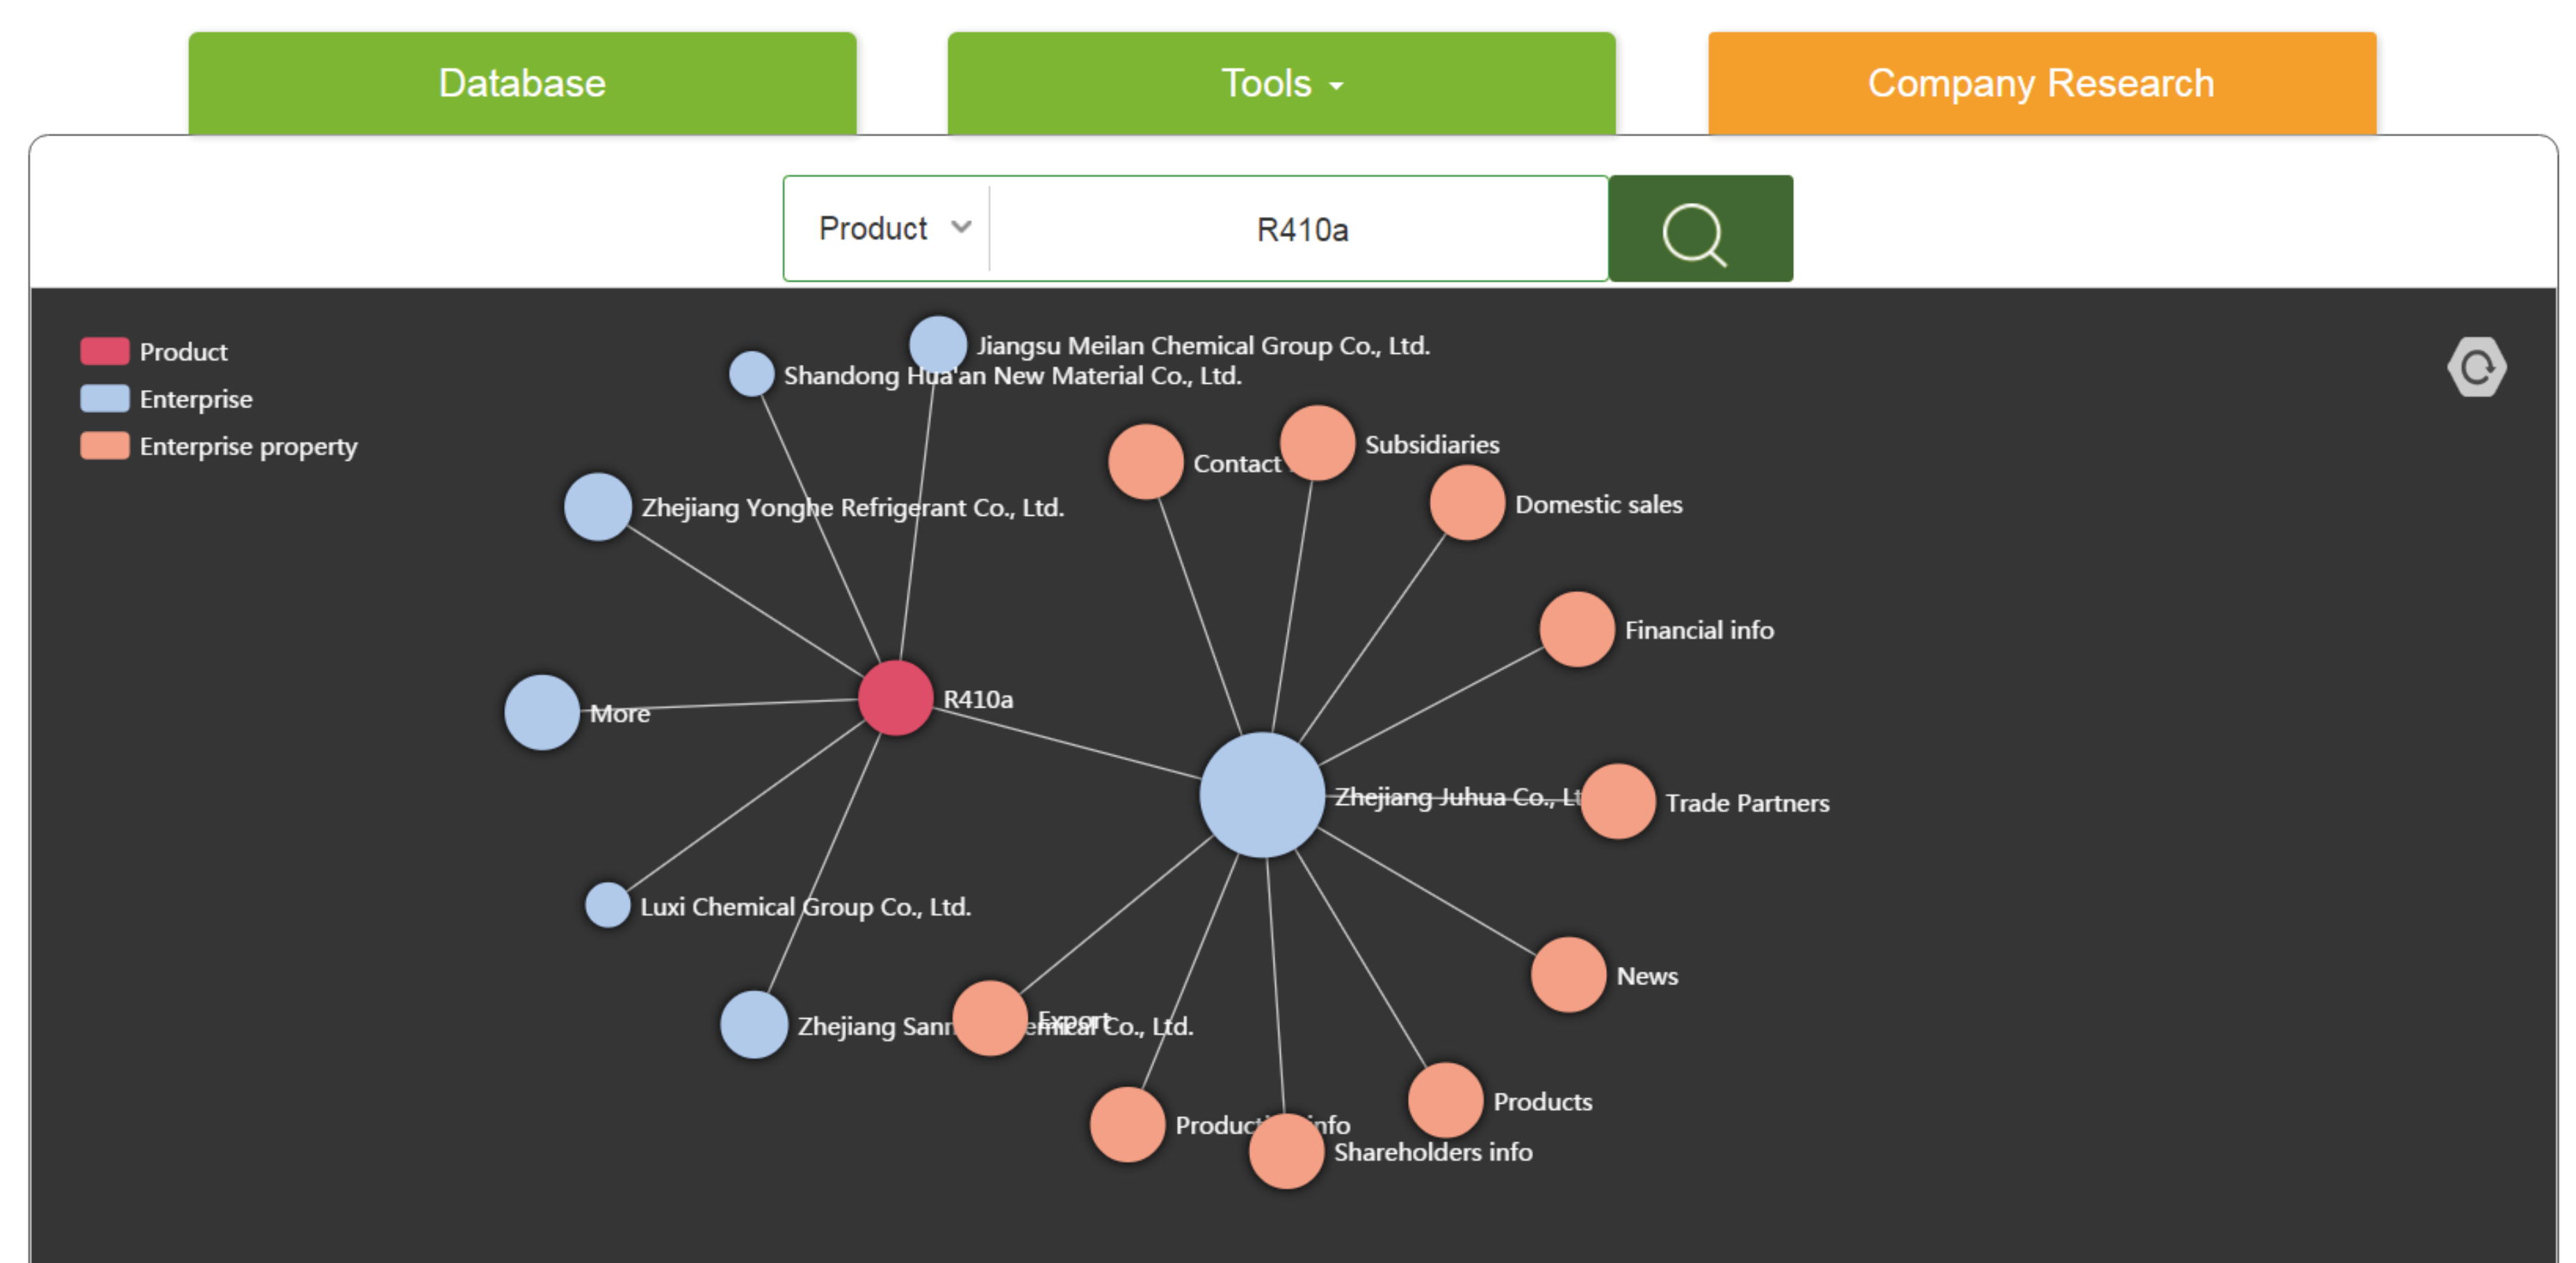 Database
Tools
Company Research
Product
R410a
Product
Enterprise
Enterprise property
Jiangsu Meilan Chemical Group Co., Ltd.
Shandong Hua'an New Material Co., Ltd.
Contact
Subsidiaries
Domestic sales
Zhejiang Yonghe Refrigerant Co., Ltd.
Financial info
R410a
More
Zhejiang Juhua Co.,
Trade Partners
Luxi Chemical Group Co., Ltd.
News
Export
Zhejiang Co., Ltd.
Products
info
Shareholders info